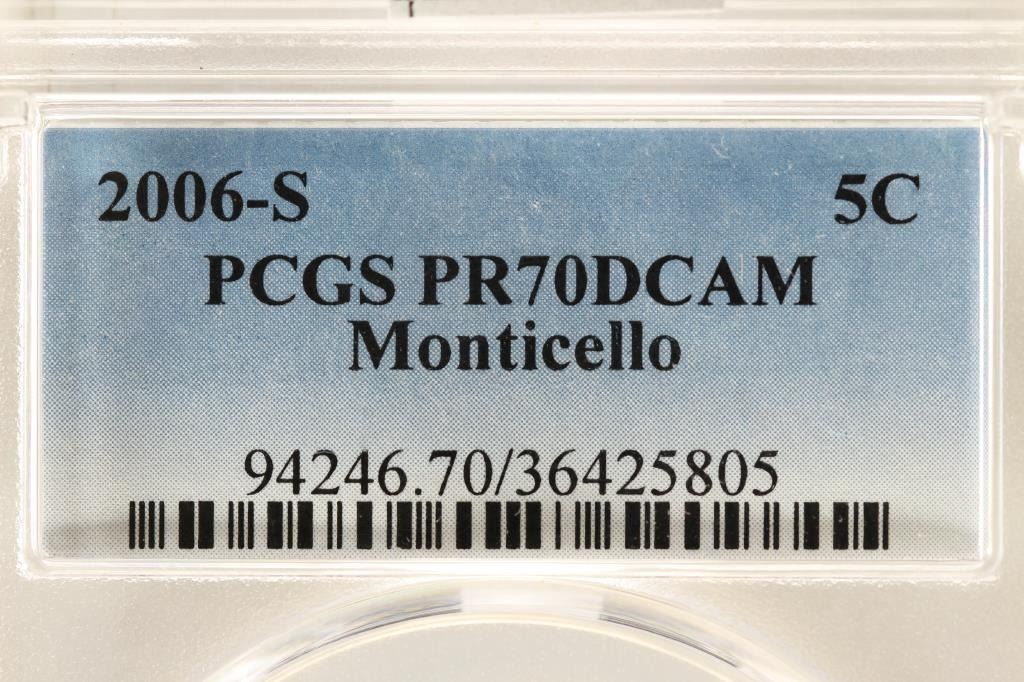 2006-S 5C
PCGS PR70DCAM
Monticello
94246.70/36425805